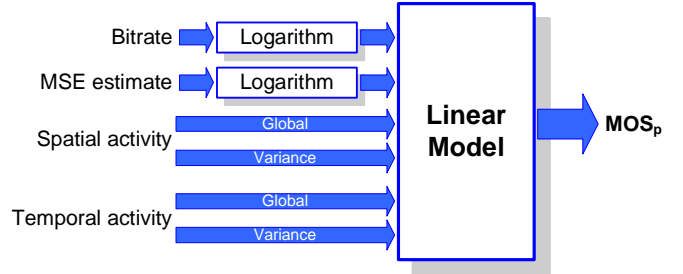 Bitrate
Logarithm
MSE estimate
Logarithm
Spatial activity
Global
Variance
Temporal activity
Global
Variance
Linear
Model
MOSp